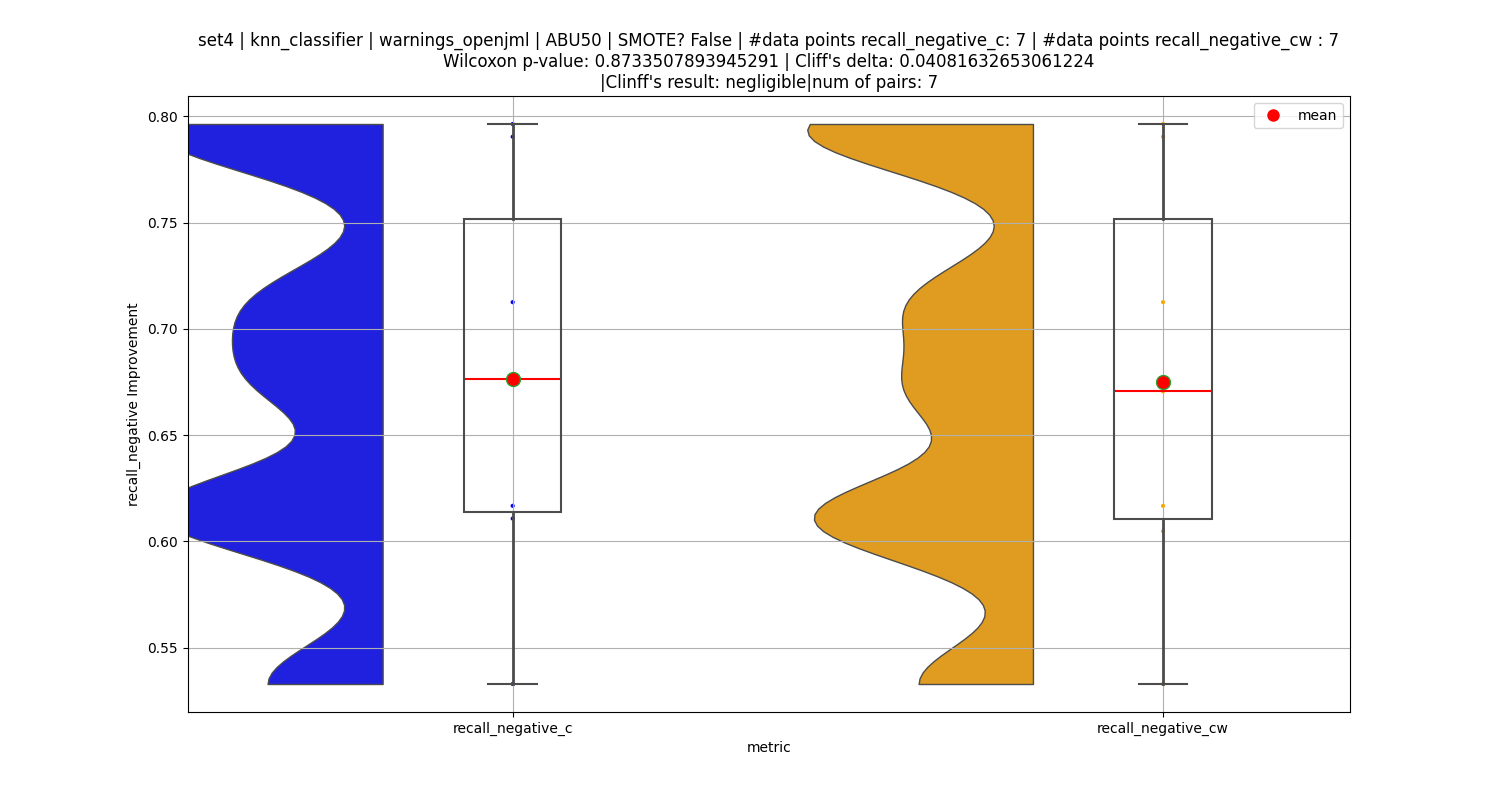 set4 | knn_classifier | warnings_openjml | ABU50 | SMOTE? False | #data points recall_negative_c: 7 | #data points recall_negative_cw : 7
Wilcoxon p-value: 0.8733507893945291 | Cliff's delta: 0.04081632653061224
|Clinff's result: negligible|num of pairs: 7
mean
0.80
0.75
0.70
0.65
0.60
0.55
recall_negative Improvement
recall_negative_c
recall_negative_cw
metric